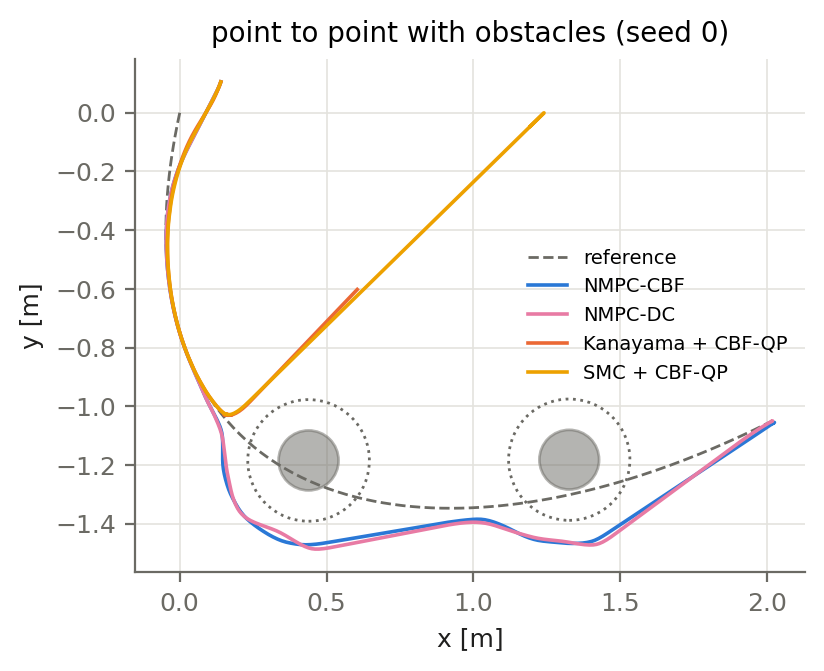 point to point with obstacles (seed 0)
y [m]
0.0
−0.2
−0.4
−0.6
−0.8
−1.0
−1.2
−1.4
reference
NMPC-CBF
NMPC-DC
Kanayama + CBF-QP
SMC + CBF-QP
0.0 0.5 1.0 1.5 2.0
x [m]